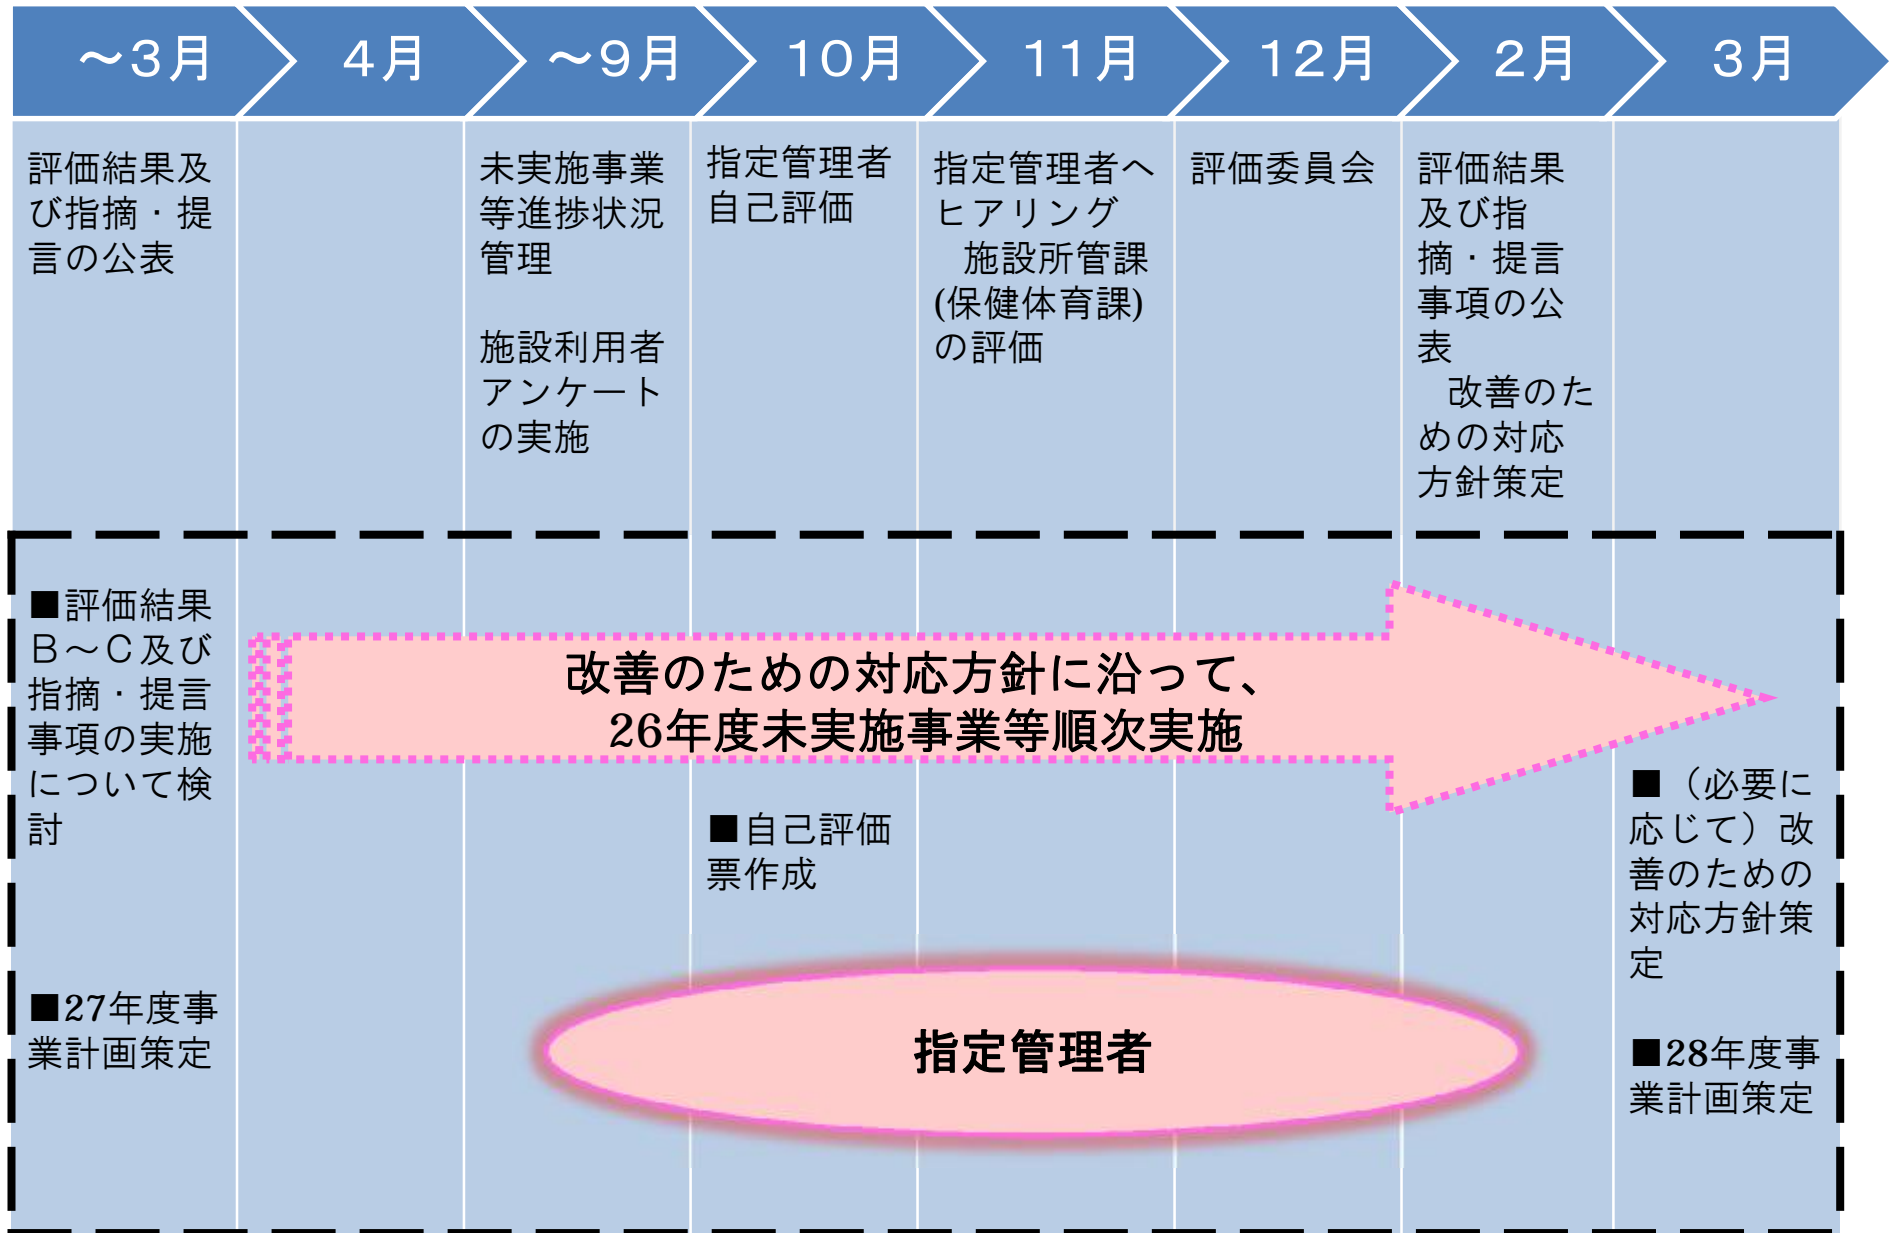 ～3月
4月
～9月
10月
11月
12月
2月
3月
評価結果及
び指摘・提
言の公表
未実施事業
等進捗状況
管理
施設利用者
アンケート
の実施
指定管理者
自己評価
指定管理者へ
ヒアリング
施設所管課
(保健体育課)
の評価
評価委員会
評価結果
及び指
摘・提言
事項の公
表
改善のた
めの対応
方針策定
■評価結果
Ｂ～Ｃ及び
指摘・提言
事項の実施
について検
討
■27年度事
業計画策定
改善のための対応方針に沿って、
26年度未実施事業等順次実施
■自己評価
票作成
指定管理者
■（必要に
応じて）改
善のための
対応方針策
定
■28年度事
業計画策定